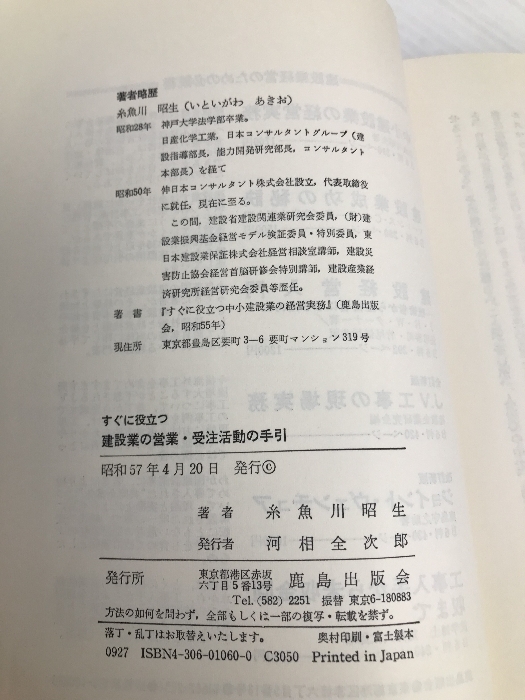 著者略歴
糸魚川 昭生（いといがわ あきお）
昭和28年 神戸大学法学部卒業。
日産化学工業，日本コンサルタントグループ（建
設指導部長，能力開発研究部長，コンサルタント
本部長）を経て
昭和50年 伸日本コンサルタント株式会社設立，代表取締役
に就任，現在に至る。
この間，建設省建設関連業研究会委員，(財)建
設業振興基金経営モデル検証委員・特別委員，東
日本建設業保証株式会社経営相談室講師，建設災
害防止協会経営首脳研修会特別講師，建設産業経
済研究所経営研究会委員等歴任。
著 書 『すぐに役立つ中小建設業の経営実務』（鹿島出版
会，昭和55年）
現住所 東京都豊島区要町3―6 要町マンション319号
すぐに役立つ
建設業の営業・受注活動の手引
昭和57年4月20日 発行©
著 者 糸魚川昭生
発行者 河相全次郎
発行所 東京都港区赤坂
六丁目5番13号 鹿島出版会
Tel. (582) 2251 振替 東京6-180883
方法の如何を問わず，全部もしくは一部の複写・転載を禁ず。
落丁・乱丁はお取替えいたします。 奥村印刷・富士製本
0927 ISBN4-306-01060-0 C3050 Printed in Japan